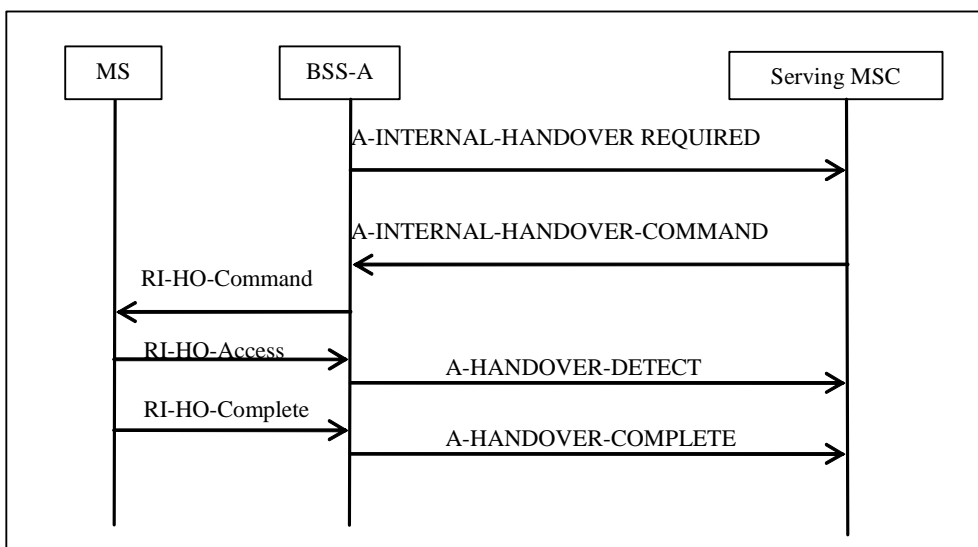 MS
BSS-A
Serving MSC
A-INTERNAL-HANDOVER REQUIRED
A-INTERNAL-HANDOVER-COMMAND
RI-HO-Command
RI-HO-Access
A-HANDOVER-DETECT
RI-HO-Complete
A-HANDOVER-COMPLETE